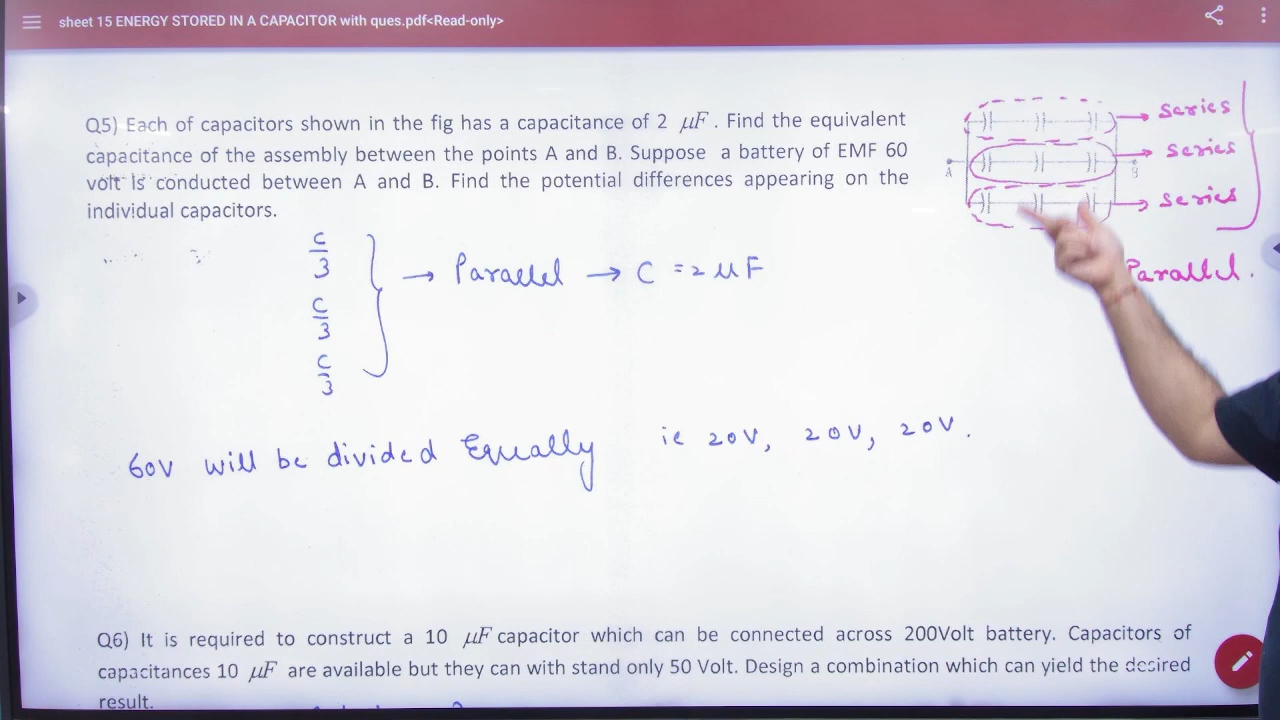 sheet 15 ENERGY STORED IN A CAPACITOR with ques.pdf<Read-only>
Q5) Each of capacitors shown in the fig has a capacitance of 2 μF . Find the equivalent
capacitance of the assembly between the points A and B. Suppose a battery of EMF 60
volt is conducted between A and B. Find the potential differences appearing on the
individual capacitors.
Series
Series
Series
A
B
Parallel.
C/3
C/3
C/3
→ Parallel → C = 2 μF
60V will be divided Equally ie 20V, 20V, 20V.
Q6) It is required to construct a 10 μF capacitor which can be connected across 200Volt battery. Capacitors of
capacitances 10 μF are available but they can with stand only 50 Volt. Design a combination which can yield the desired
result.